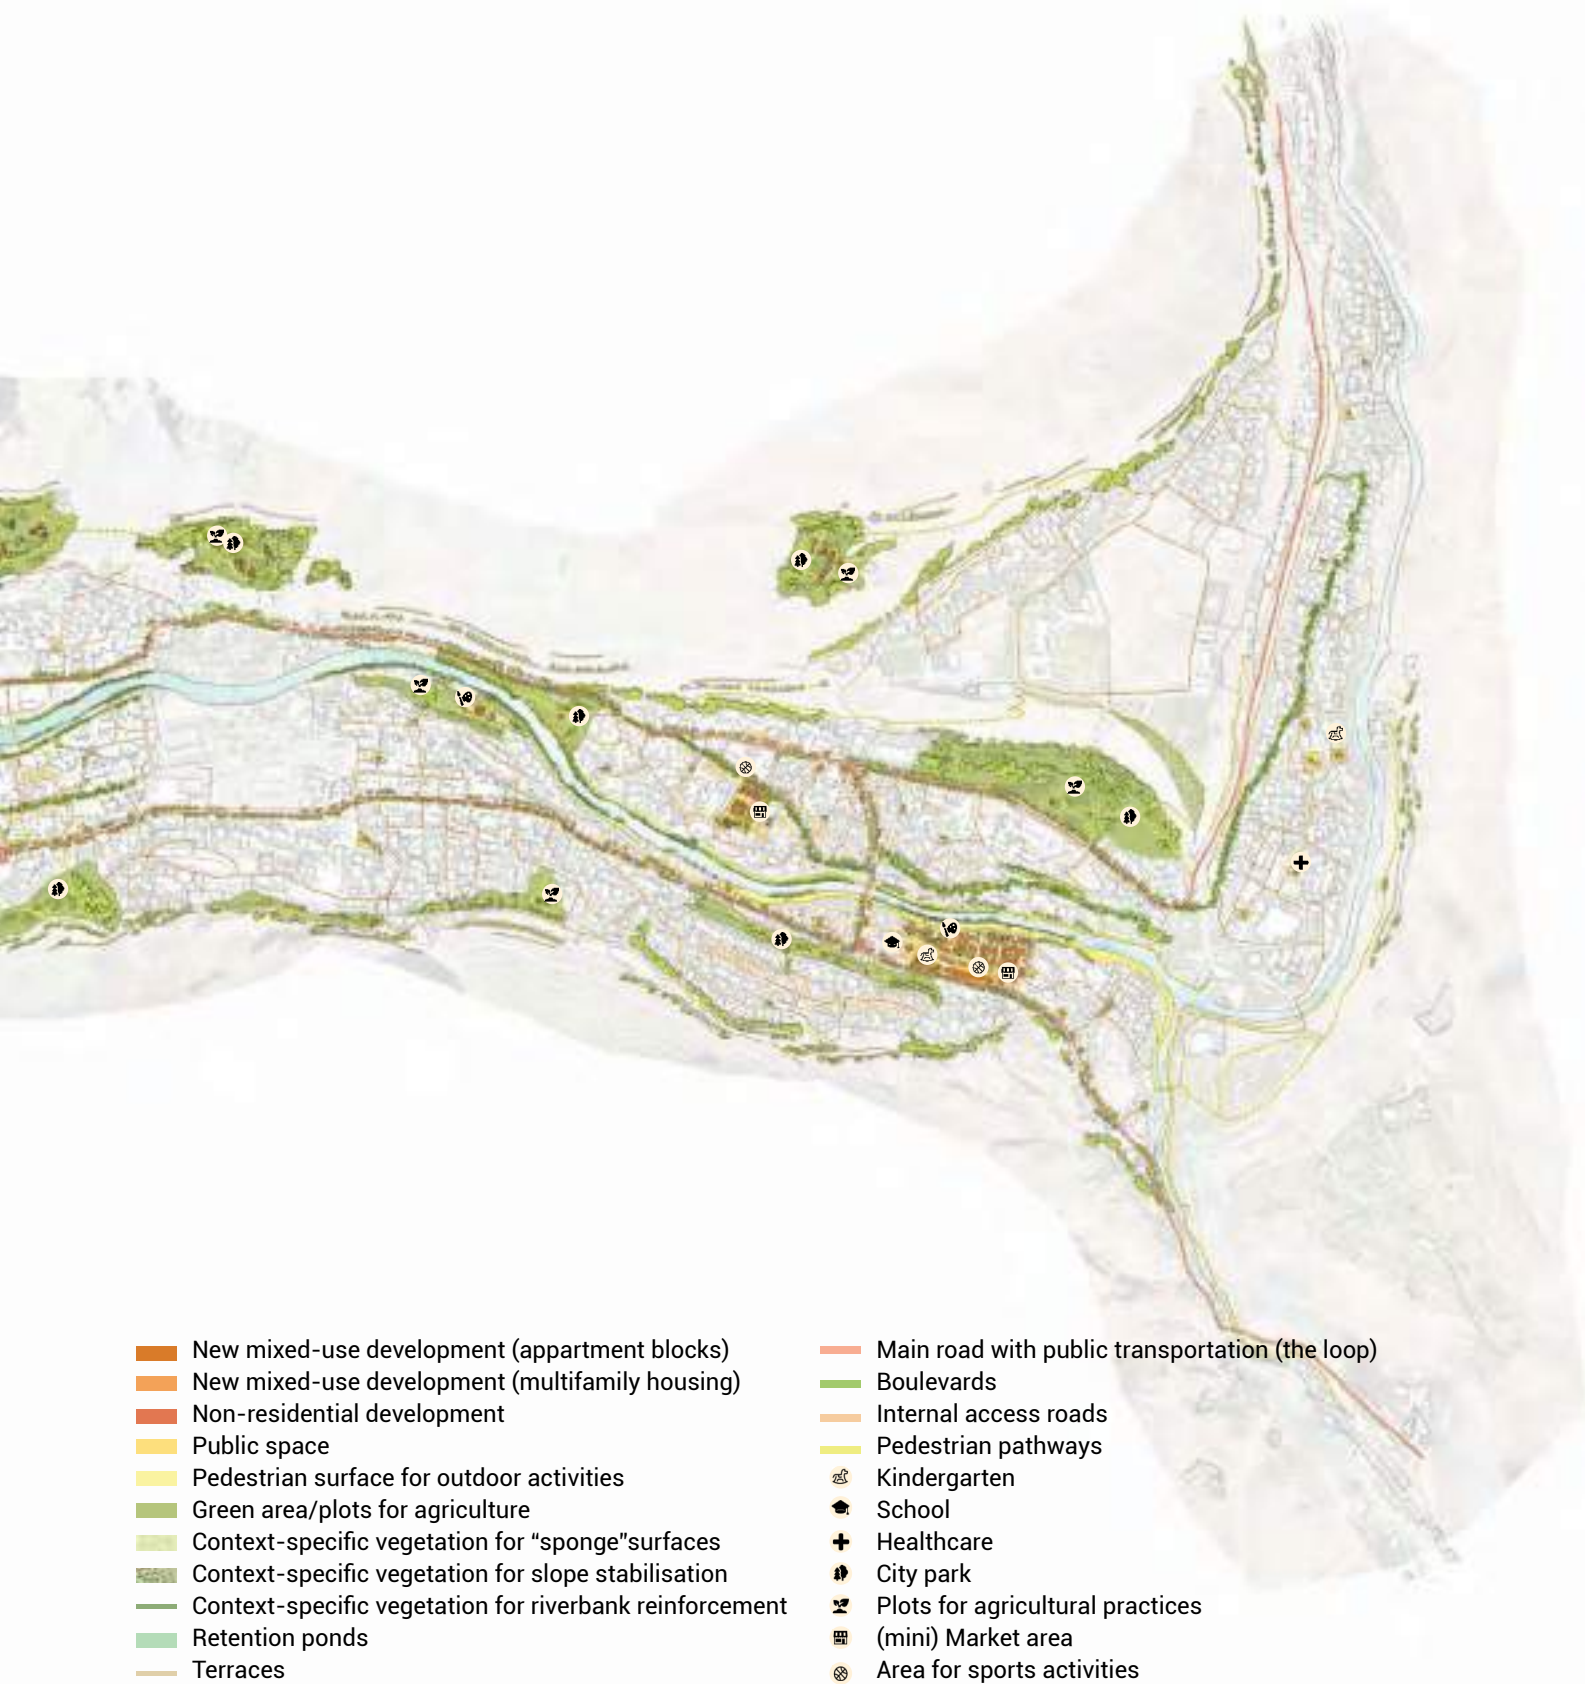 New mixed-use development (appartment blocks)
New mixed-use development (multifamily housing)
Non-residential development
Public space
Pedestrian surface for outdoor activities
Green area/plots for agriculture
Context-specific vegetation for “sponge”surfaces
Context-specific vegetation for slope stabilisation
Context-specific vegetation for riverbank reinforcement
Retention ponds
Terraces
Main road with public transportation (the loop)
Boulevards
Internal access roads
Pedestrian pathways
Kindergarten
School
Healthcare
City park
Plots for agricultural practices
(mini) Market area
Area for sports activities